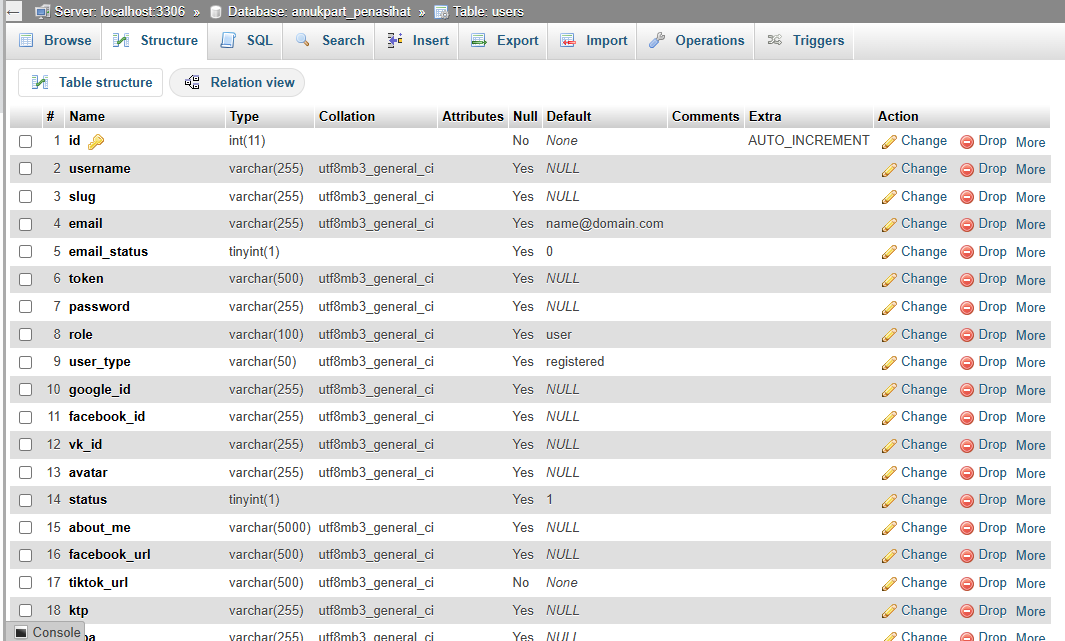 Server: localhost:3306 » Database: amukpart_penasihat » Table: users
Browse Structure SQL Search Insert Export Import Operations Triggers
Table structure Relation view
# Name Type Collation Attributes Null Default Comments Extra Action
1 id int(11) No None AUTO_INCREMENT Change Drop More
2 username varchar(255) utf8mb3_general_ci Yes NULL Change Drop More
3 slug varchar(255) utf8mb3_general_ci Yes NULL Change Drop More
4 email varchar(255) utf8mb3_general_ci Yes name@domain.com Change Drop More
5 email_status tinyint(1) Yes 0 Change Drop More
6 token varchar(500) utf8mb3_general_ci Yes NULL Change Drop More
7 password varchar(255) utf8mb3_general_ci Yes NULL Change Drop More
8 role varchar(100) utf8mb3_general_ci Yes user Change Drop More
9 user_type varchar(50) utf8mb3_general_ci Yes registered Change Drop More
10 google_id varchar(255) utf8mb3_general_ci Yes NULL Change Drop More
11 facebook_id varchar(255) utf8mb3_general_ci Yes NULL Change Drop More
12 vk_id varchar(255) utf8mb3_general_ci Yes NULL Change Drop More
13 avatar varchar(255) utf8mb3_general_ci Yes NULL Change Drop More
14 status tinyint(1) Yes 1 Change Drop More
15 about_me varchar(5000) utf8mb3_general_ci Yes NULL Change Drop More
16 facebook_url varchar(500) utf8mb3_general_ci Yes NULL Change Drop More
17 tiktok_url varchar(500) utf8mb3_general_ci No None Change Drop More
18 ktp varchar(255) utf8mb3_general_ci Yes NULL Change Drop More
varchar(255) utf8mb3_general_ci Yes NULL Change Drop More
Console